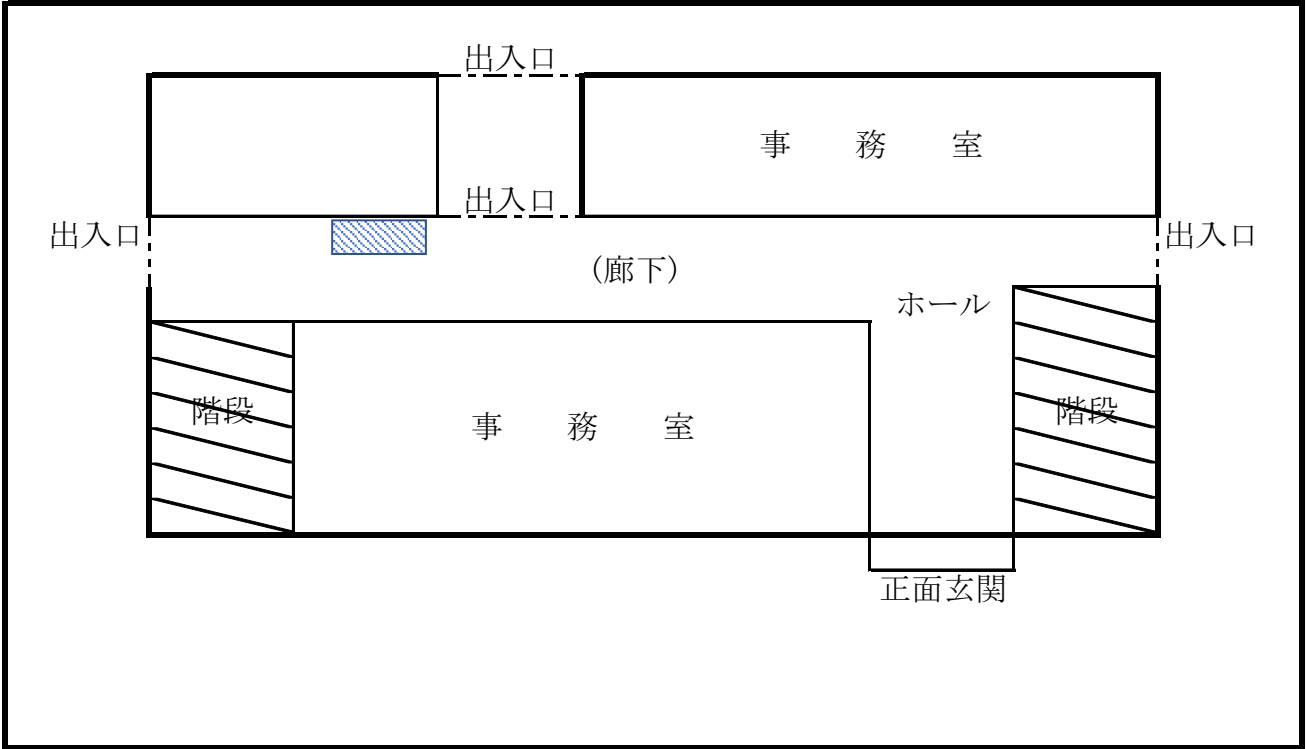 出入口
事　務　室
出入口
出入口
出入口
（廊下）
ホール
階段
事　務　室
階段
正面玄関